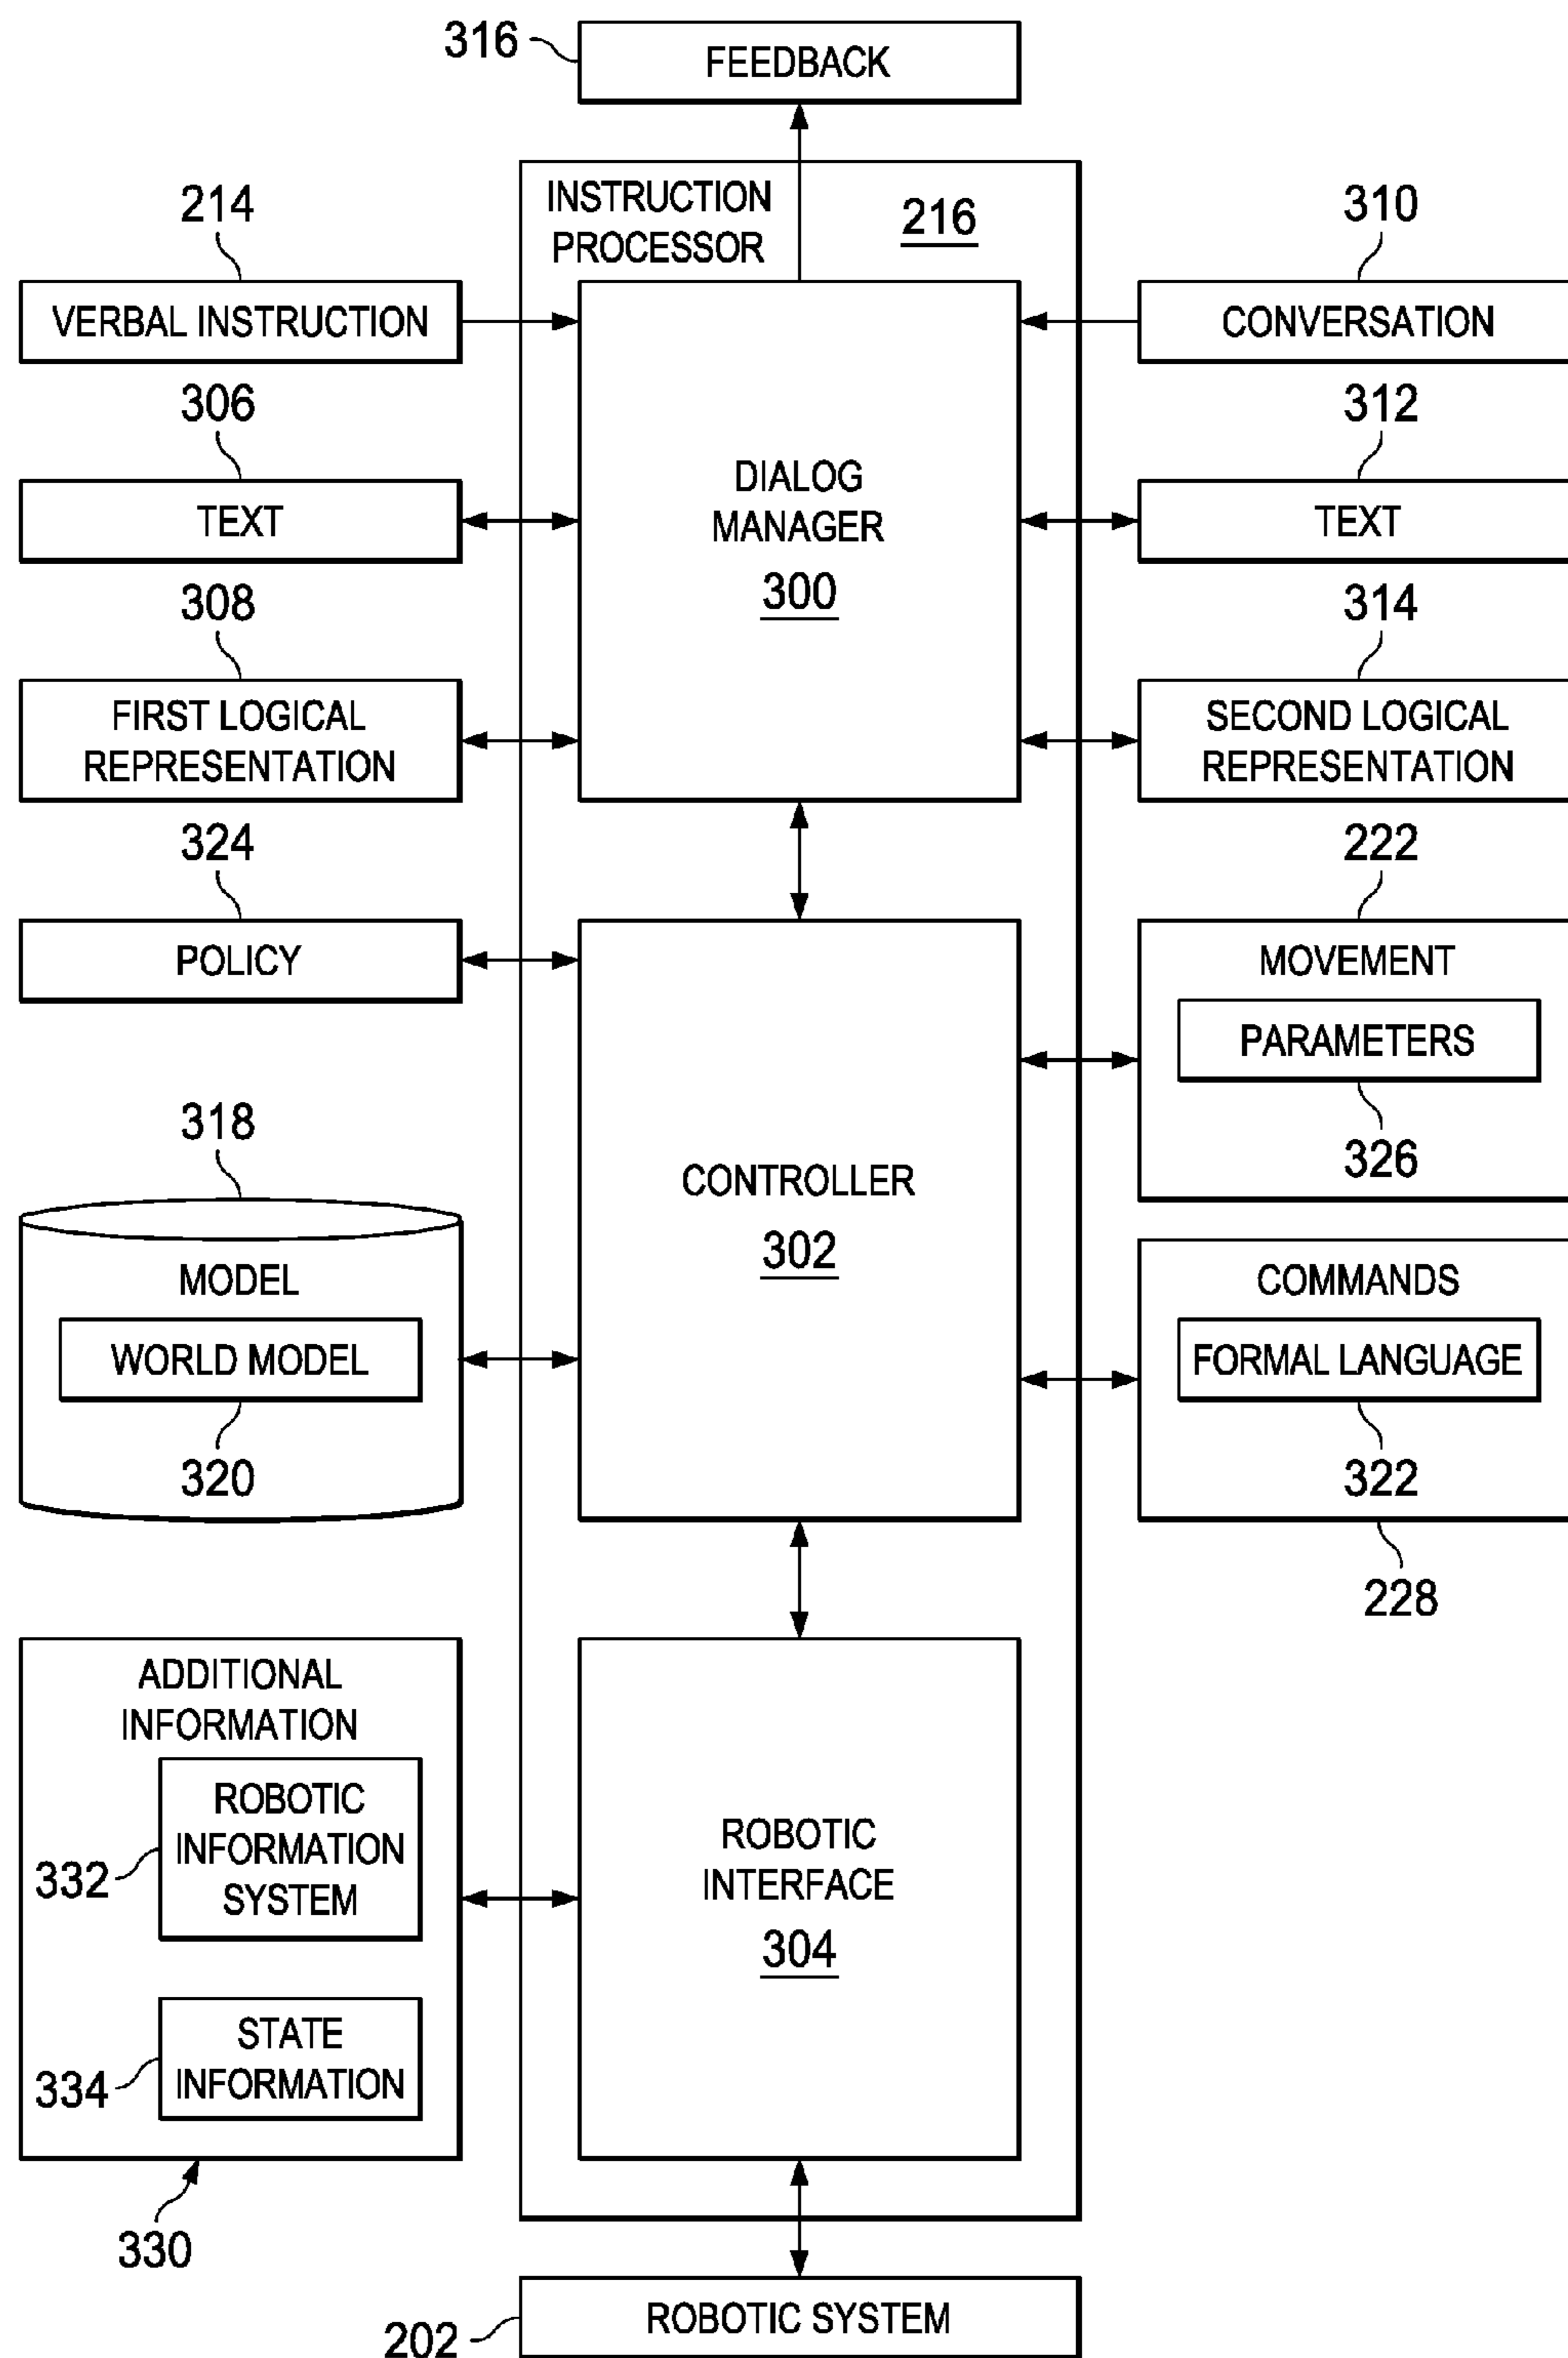 316
FEEDBACK
INSTRUCTION
PROCESSOR
216
214
VERBAL INSTRUCTION
310
CONVERSATION
306
TEXT
DIALOG
MANAGER
300
312
TEXT
308
FIRST LOGICAL
REPRESENTATION
314
SECOND LOGICAL
REPRESENTATION
324
POLICY
222
MOVEMENT
PARAMETERS
326
318
MODEL
WORLD MODEL
320
CONTROLLER
302
COMMANDS
FORMAL LANGUAGE
322
228
ADDITIONAL
INFORMATION
ROBOTIC
INFORMATION
SYSTEM
332
STATE
INFORMATION
334
330
ROBOTIC
INTERFACE
304
ROBOTIC SYSTEM
202